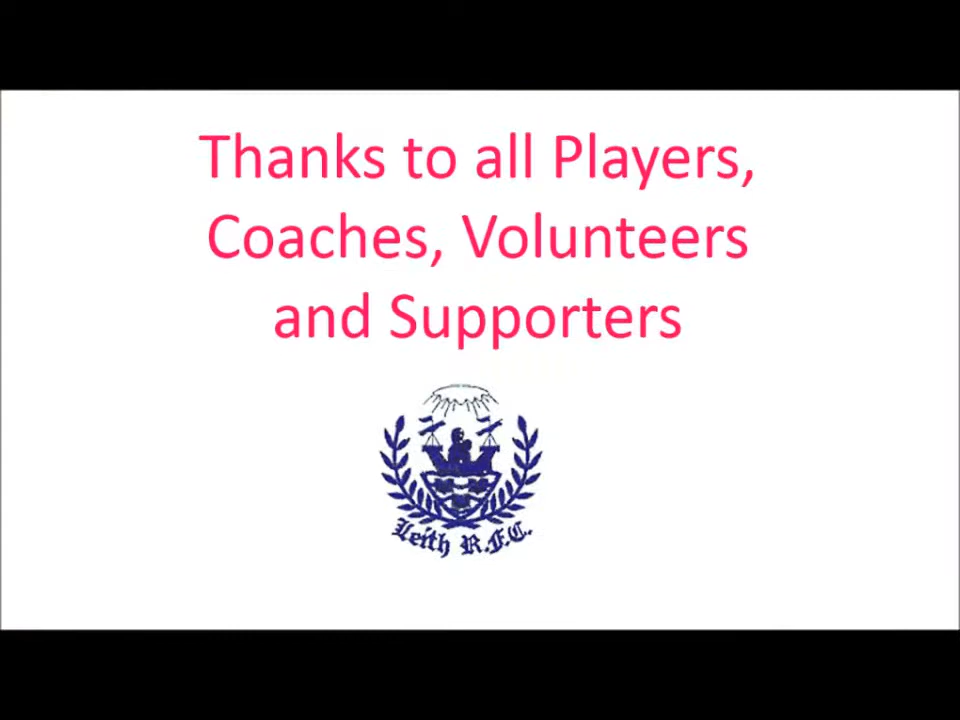 Thanks to all Players,
Coaches, Volunteers
and Supporters
Leith R.F.C.